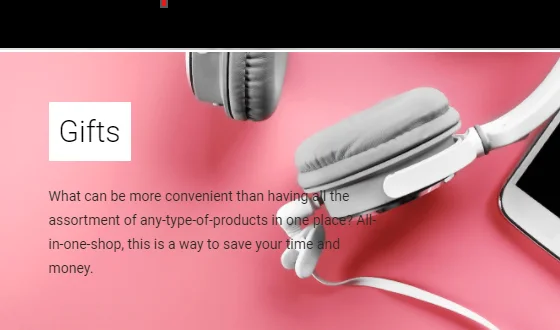 Gifts
What can be more convenient than having all the
assortment of any-type-of-products in one place? All-
in-one-shop, this is a way to save your time and
money.